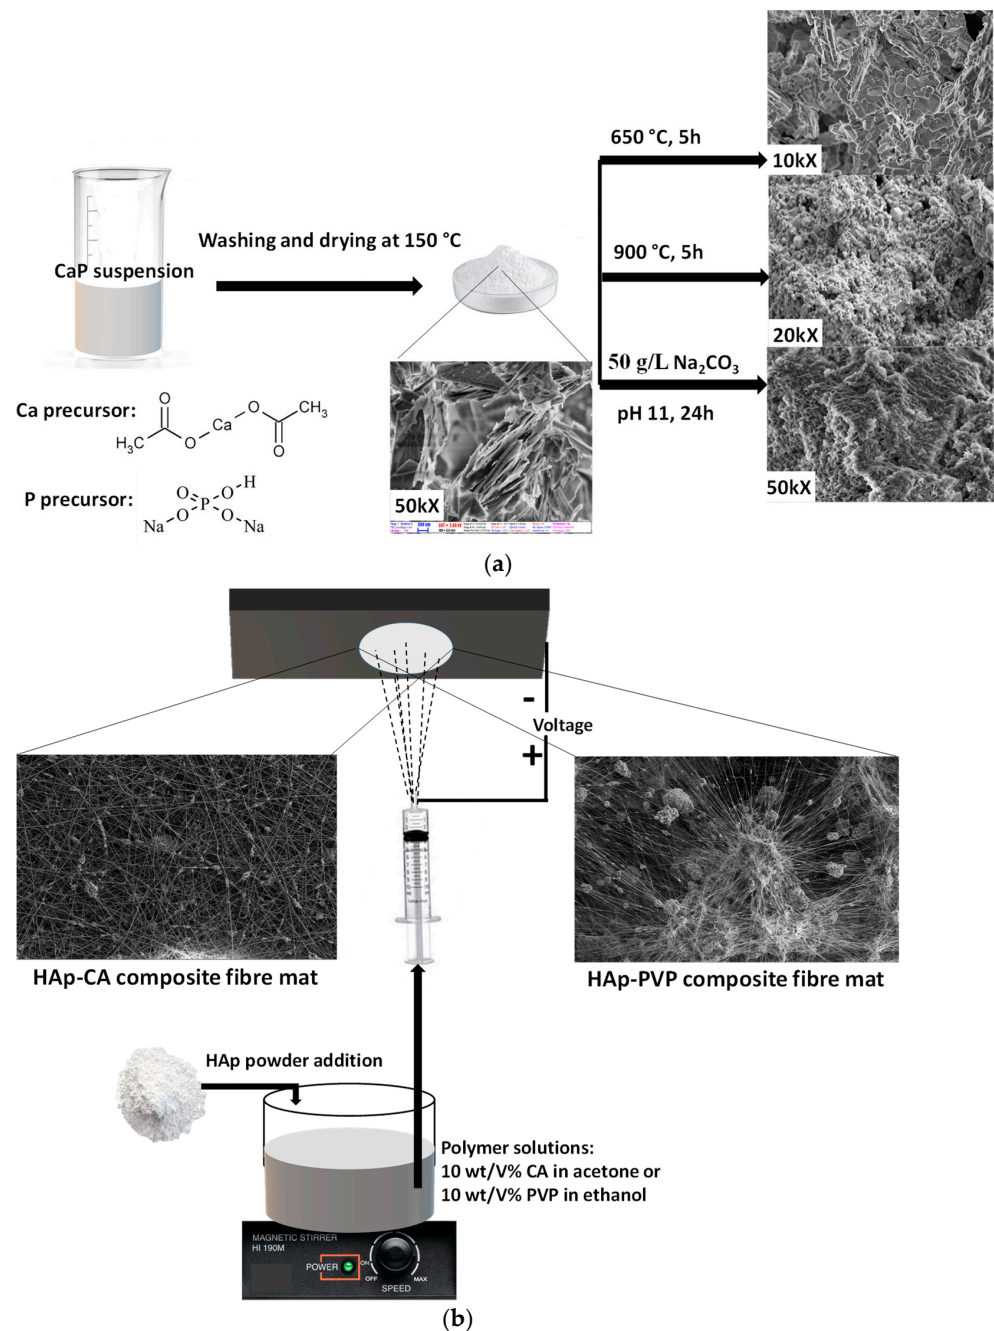 650 °C, 5h
10kX
Washing and drying at 150 °C
CaP suspension
900 °C, 5h
20kX
50 g/L Na₂CO₃
pH 11, 24h
50kX
50kX
Ca precursor:
O
H₃C
O
Ca
O
O
CH₃
P precursor:
O
P
O
H
Na
O
O
Na
(a)
-
Voltage
+
HAp-CA composite fibre mat
HAp-PVP composite fibre mat
HAp powder addition
Polymer solutions:
10 wt/V% CA in acetone or
10 wt/V% PVP in ethanol
MAGNETIC STIRRER
HI 190M
POWER
ON
OFF
MAX
SPEED
(b)